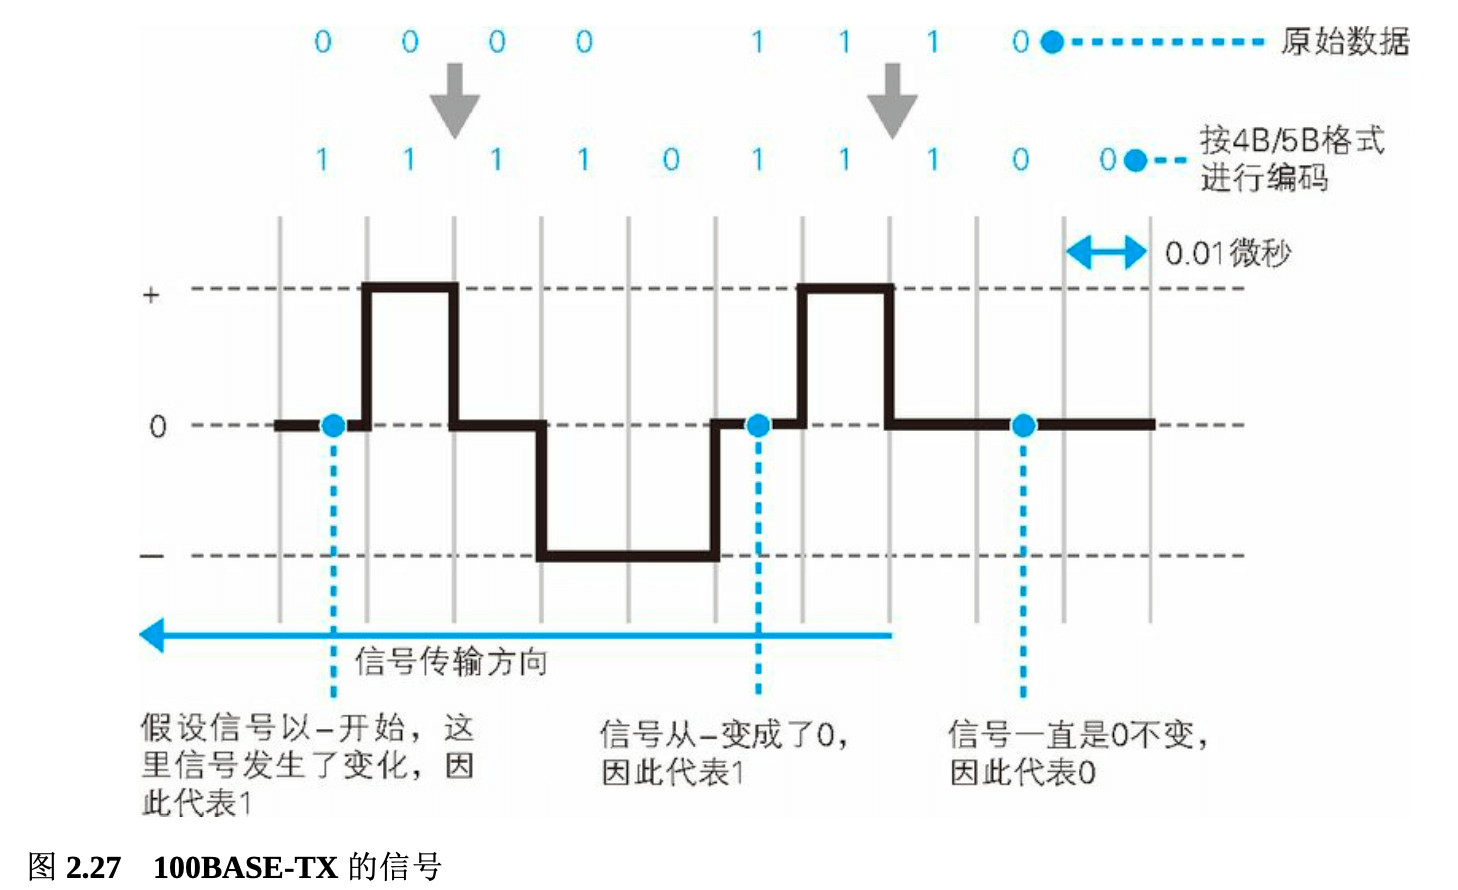 0 0 0 0 1 1 1 0 原始数据
1 1 1 1 0 1 1 1 0 0 按4B/5B格式
进行编码
0.01微秒
+
0
—
信号传输方向
假设信号以–开始，这
里信号发生了变化，因
此代表1
信号从–变成了0，
因此代表1
信号一直是0不变，
因此代表0
图 2.27 100BASE-TX 的信号